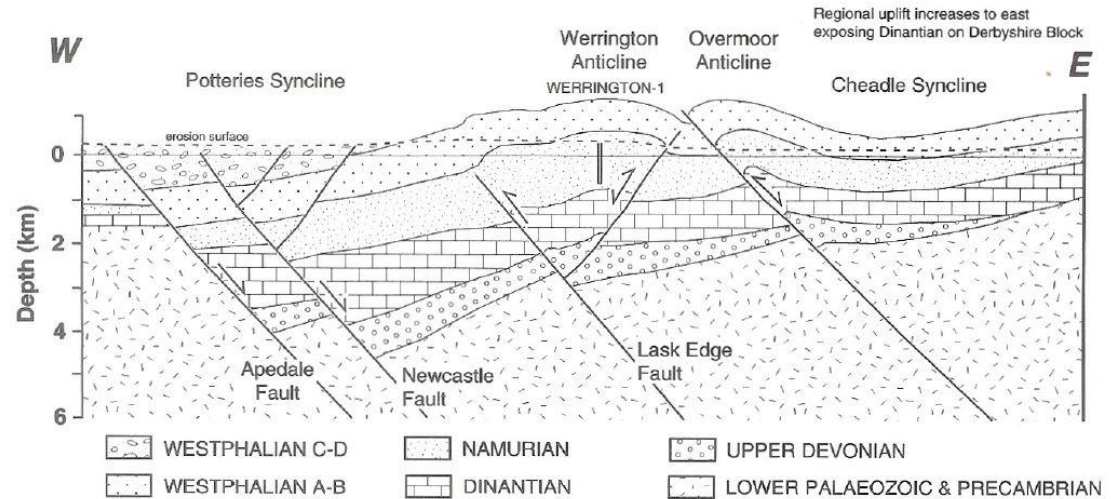 Regional uplift increases to east
exposing Dinantian on Derbyshire Block
W
Werrington
Anticline
WERRINGTON-1
Overmoor
Anticline
E
Potteries Syncline
Cheadle Syncline
erosion surface
0
2
4
6
Depth (km)
Apedale
Fault
Newcastle
Fault
Lask Edge
Fault
WESTPHALIAN C-D
NAMURIAN
UPPER DEVONIAN
WESTPHALIAN A-B
DINANTIAN
LOWER PALAEOZOIC & PRECAMBRIAN